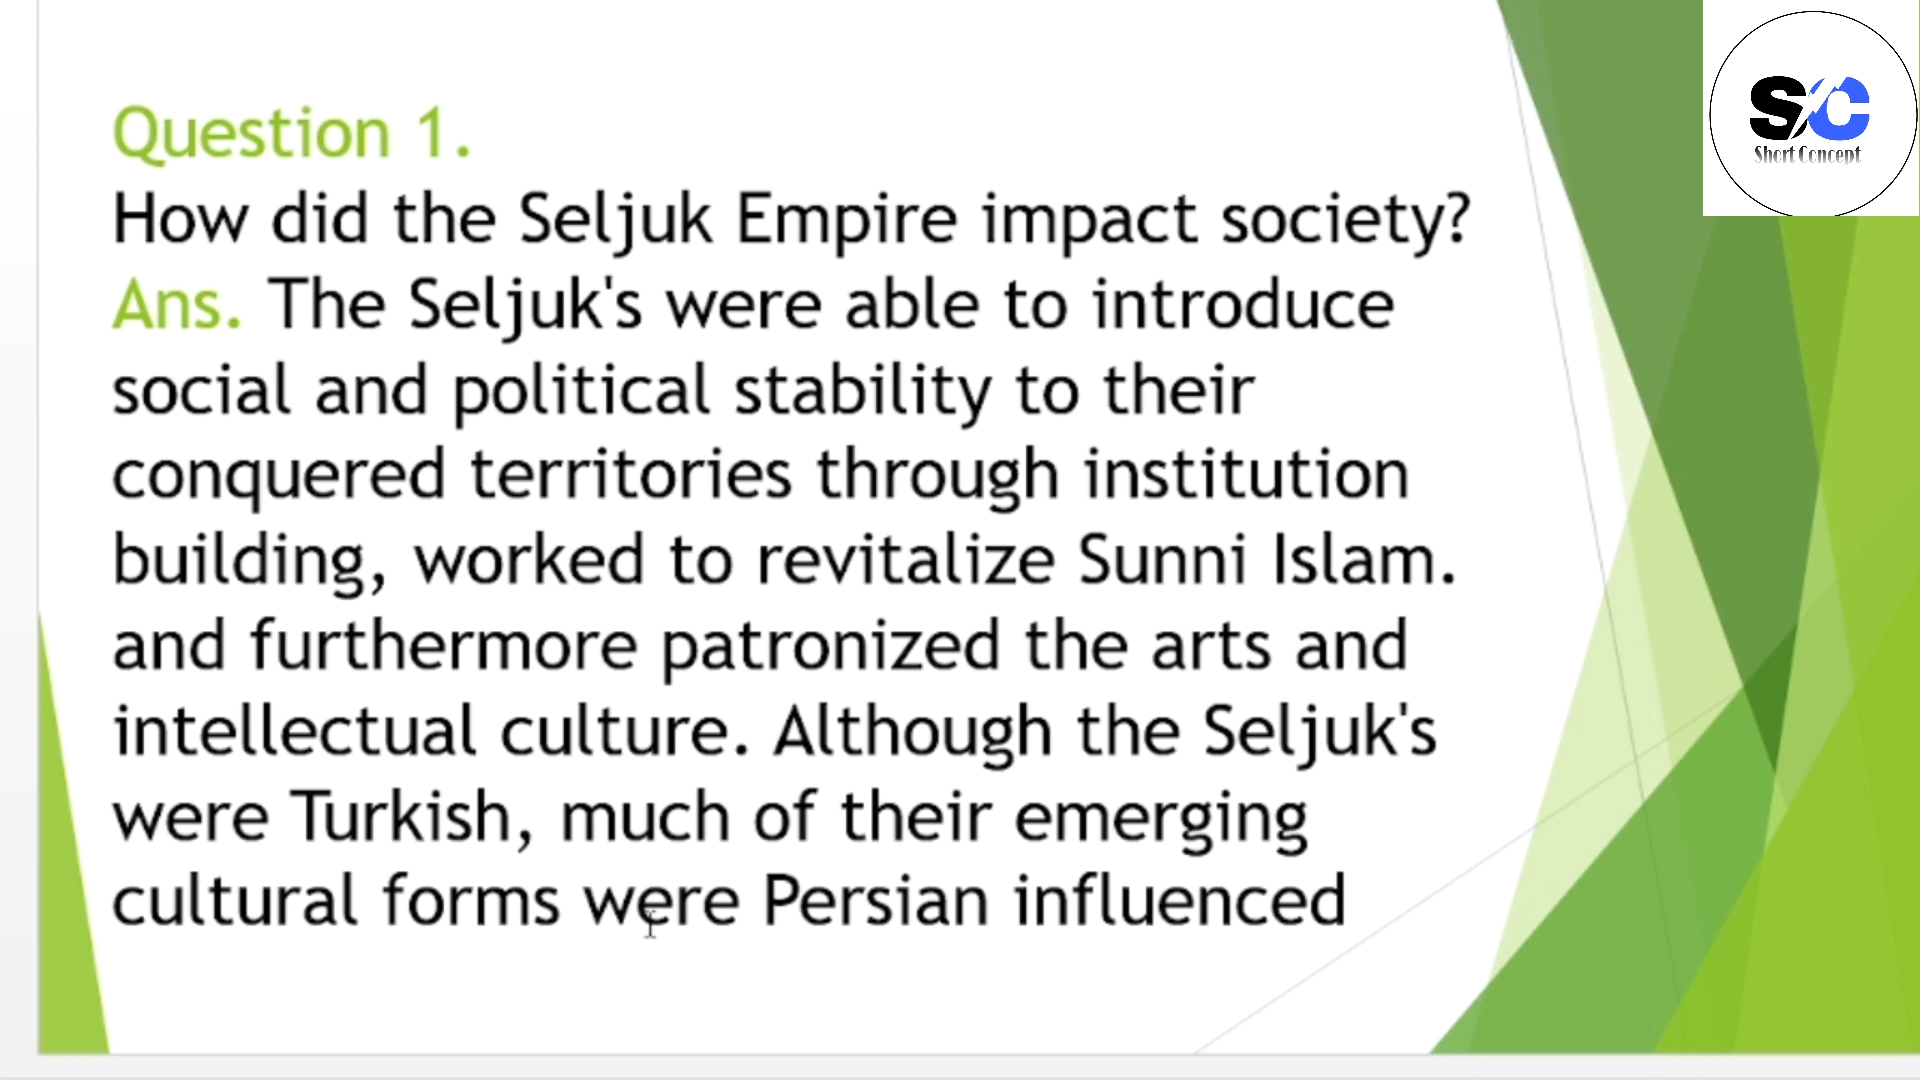 Question 1.
How did the Seljuk Empire impact society?
Ans. The Seljuk's were able to introduce
social and political stability to their
conquered territories through institution
building, worked to revitalize Sunni Islam.
and furthermore patronized the arts and
intellectual culture. Although the Seljuk's
were Turkish, much of their emerging
cultural forms were Persian influenced
SC
Short Concept